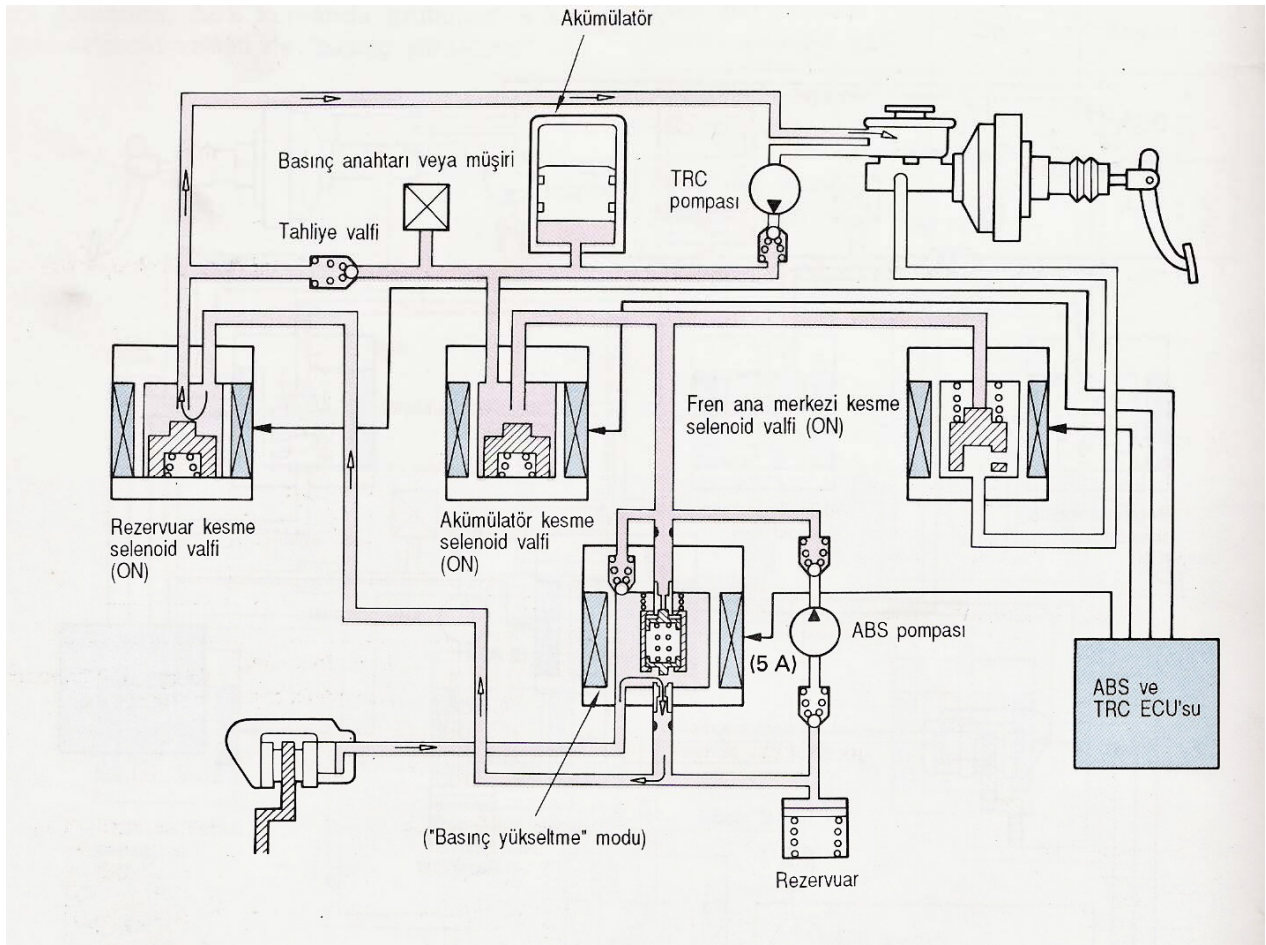 Akümülatör
Basınç anahtarı veya müşiri
TRC
pompası
Tahliye valfi
Fren ana merkezi kesme
selenoid valfi (ON)
Rezervuar kesme
selenoid valfi
(ON)
Akümülatör kesme
selenoid valfi
(ON)
ABS pompası
(5 A)
ABS ve
TRC ECU'su
("Basınç yükseltme" modu)
Rezervuar